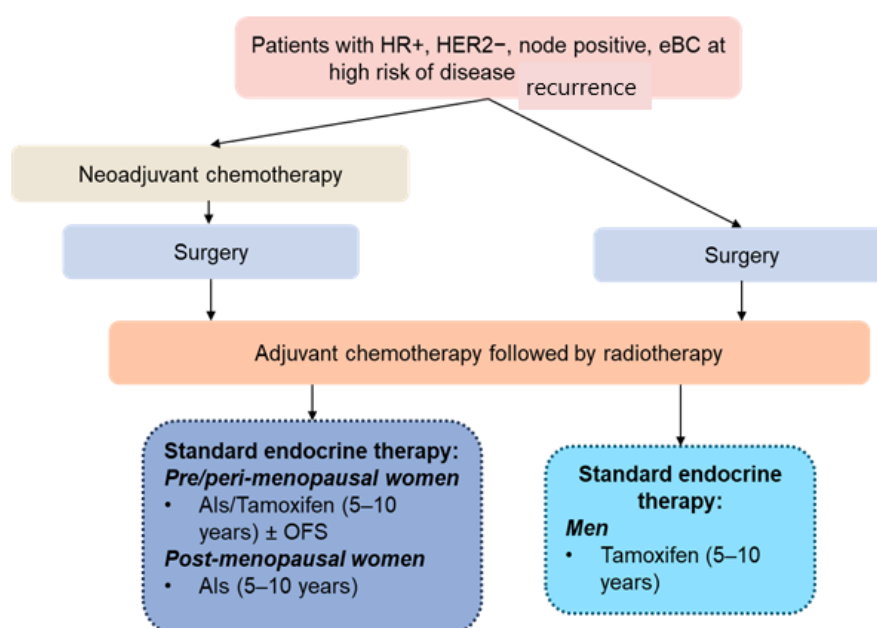 Patients with HR+, HER2−, node positive, eBC at
high risk of disease recurrence
Neoadjuvant chemotherapy
Surgery
Surgery
Adjuvant chemotherapy followed by radiotherapy
Standard endocrine therapy:
Pre/peri-menopausal women
• AIs/Tamoxifen (5–10
years) ± OFS
Post-menopausal women
• AIs (5–10 years)
Standard endocrine
therapy:
Men
• Tamoxifen (5–10
years)